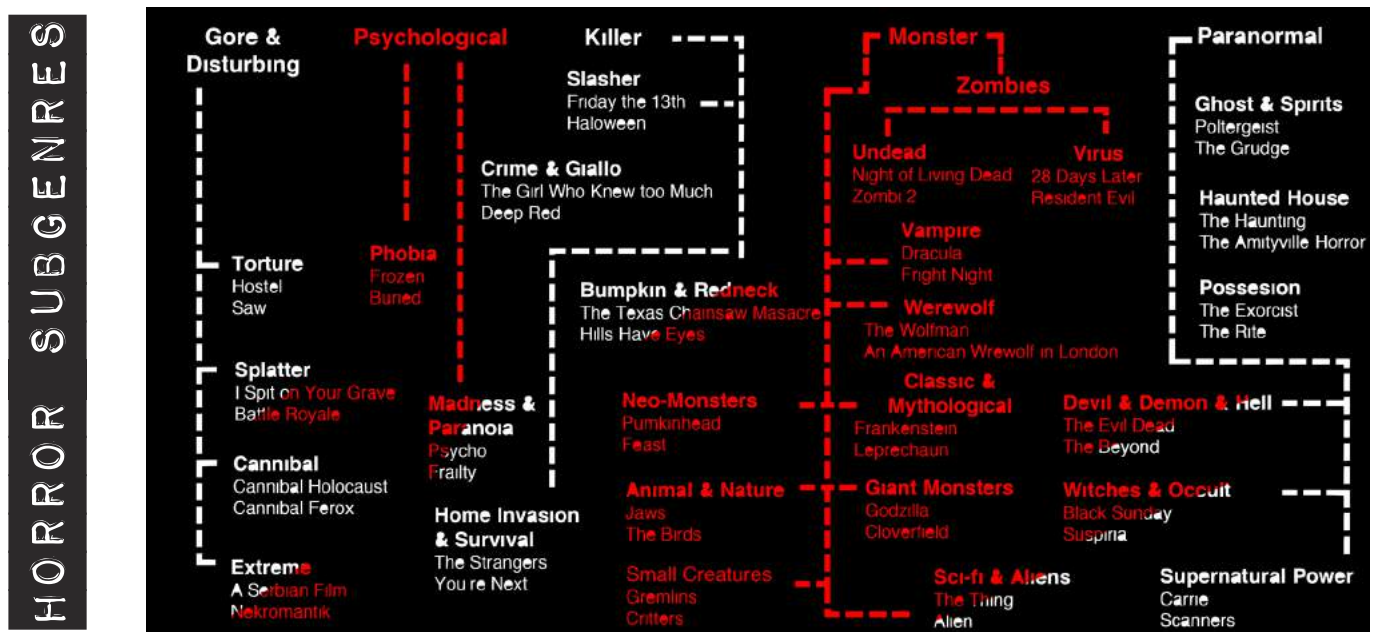 HORROR SUBGENRES
Gore &
Disturbing
Torture
Hostel
Saw
Splatter
I Spit on Your Grave
Battle Royale
Cannibal
Cannibal Holocaust
Cannibal Ferox
Extreme
A Serbian Film
Nekromantik
Psychological
Phobia
Frozen
Buried
Madness &
Paranoia
Psycho
Frailty
Killer
Slasher
Friday the 13th
Haloween
Crime & Giallo
The Girl Who Knew too Much
Deep Red
Bumpkin & Redneck
The Texas Chainsaw Masacre
Hills Have Eyes
Home Invasion
& Survival
The Strangers
You re Next
Monster
Zombies
Undead
Night of Living Dead
Zombi 2
Virus
28 Days Later
Resident Evil
Vampire
Dracula
Fright Night
Werewolf
The Wolfman
An American Wrewolf in London
Neo-Monsters
Pumkinhead
Feast
Classic &
Mythological
Frankenstein
Leprechaun
Animal & Nature
Jaws
The Birds
Giant Monsters
Godzilla
Cloverfield
Small Creatures
Gremlins
Critters
Sci-fi & Aliens
The Thing
Alien
Paranormal
Ghost & Spirits
Poltergeist
The Grudge
Haunted House
The Haunting
The Amityville Horror
Possesion
The Exorcist
The Rite
Devil & Demon & Hell
The Evil Dead
The Beyond
Witches & Occult
Black Sunday
Suspiria
Supernatural Power
Carrie
Scanners